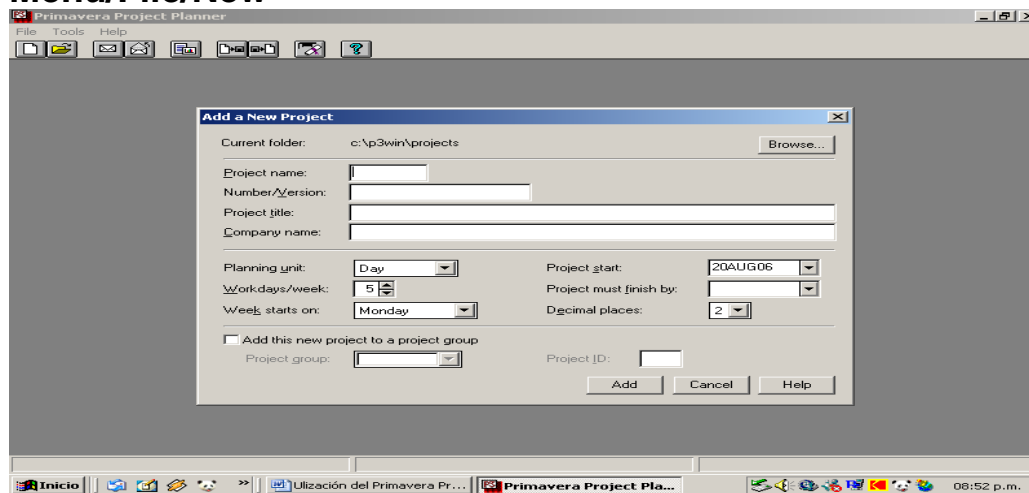 Menu/File/New
Primavera Project Planner
File Tools Help
Add a New Project
Current folder: c:\p3win\projects Browse...
Project name:
Number/Version:
Project title:
Company name:
Planning unit: Day Project start: 20AUG06
Workdays/week: 5 Project must finish by:
Week starts on: Monday Decimal places: 2
Add this new project to a project group
Project group: Project ID:
Add Cancel Help
Inicio » Ulización del Primavera Pr... Primavera Project Pla... 08:52 p.m.